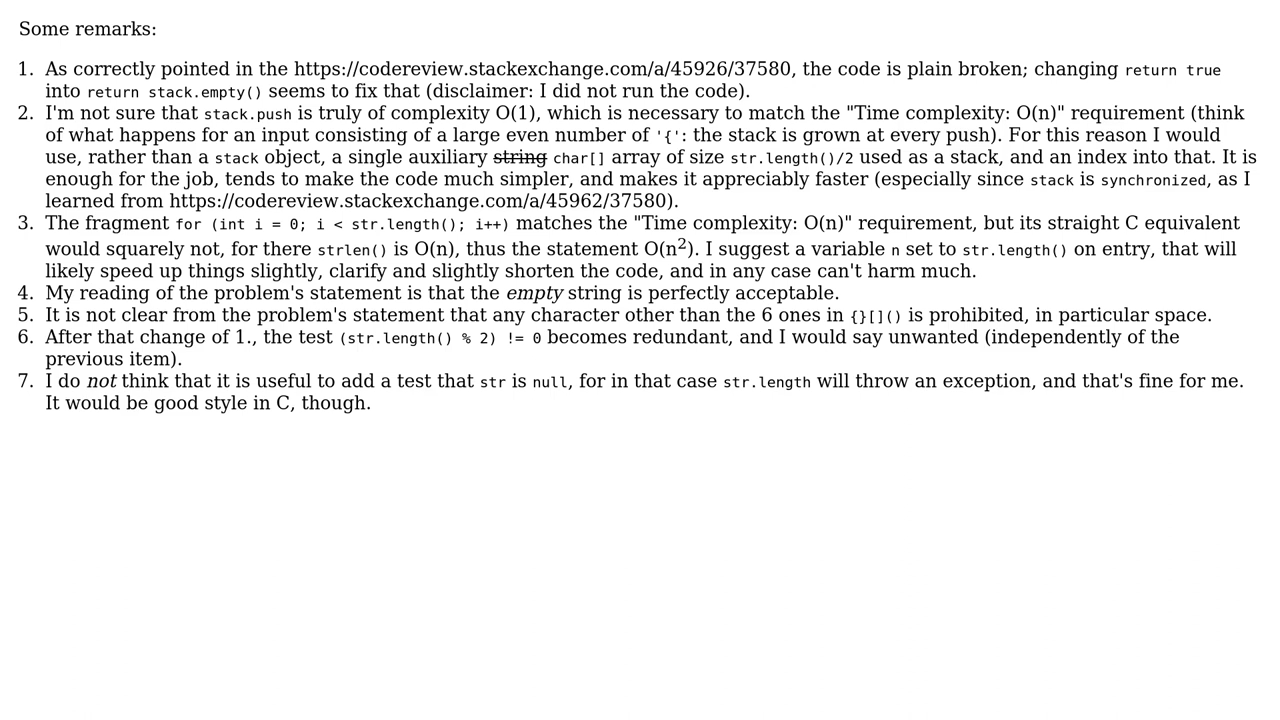 Some remarks:
1. As correctly pointed in the https://codereview.stackexchange.com/a/45926/37580, the code is plain broken; changing return true
into return stack.empty() seems to fix that (disclaimer: I did not run the code).
2. I'm not sure that stack.push is truly of complexity O(1), which is necessary to match the "Time complexity: O(n)" requirement (think
of what happens for an input consisting of a large even number of '{': the stack is grown at every push). For this reason I would
use, rather than a stack object, a single auxiliary string char[] array of size str.length()/2 used as a stack, and an index into that. It is
enough for the job, tends to make the code much simpler, and makes it appreciably faster (especially since stack is synchronized, as I
learned from https://codereview.stackexchange.com/a/45962/37580).
3. The fragment for (int i = 0; i < str.length(); i++) matches the "Time complexity: O(n)" requirement, but its straight C equivalent
would squarely not, for there strlen() is O(n), thus the statement O(n2). I suggest a variable n set to str.length() on entry, that will
likely speed up things slightly, clarify and slightly shorten the code, and in any case can't harm much.
4. My reading of the problem's statement is that the empty string is perfectly acceptable.
5. It is not clear from the problem's statement that any character other than the 6 ones in {}[]() is prohibited, in particular space.
6. After that change of 1., the test (str.length() % 2) != 0 becomes redundant, and I would say unwanted (independently of the
previous item).
7. I do not think that it is useful to add a test that str is null, for in that case str.length will throw an exception, and that's fine for me.
It would be good style in C, though.